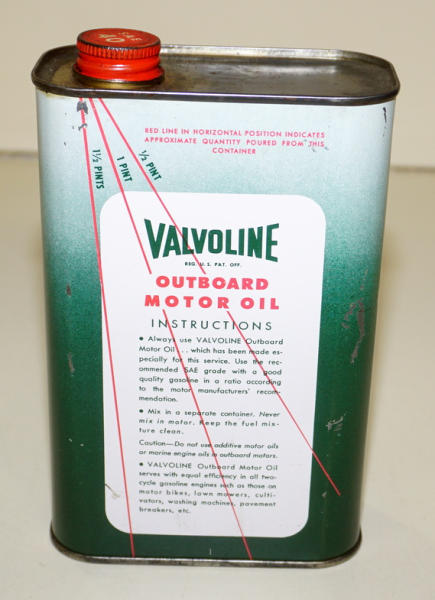 SAE
40
RED LINE IN HORIZONTAL POSITION INDICATES
APPROXIMATE QUANTITY POURED FROM THIS
CONTAINER
1½ PINTS
1 PINT
½ PINT
VALVOLINE
REG. U. S. PAT. OFF.
OUTBOARD
MOTOR OIL
INSTRUCTIONS
• Always use VALVOLINE Outboard
Motor Oil . . . which has been made es-
pecially for this service. Use the rec-
ommended SAE grade with a good
quality gasoline in a ratio according
to the motor manufacturers' recom-
mendation.
• Mix in a separate container. Never
mix in motor. Keep the fuel mix-
ture clean.
Caution—Do not use additive motor oils
or marine engine oils in outboard motors.
• VALVOLINE Outboard Motor Oil
serves with equal efficiency in all two-
cycle gasoline engines such as those on
motor bikes, lawn mowers, culti-
vators, washing machines, pavement
breakers, etc.